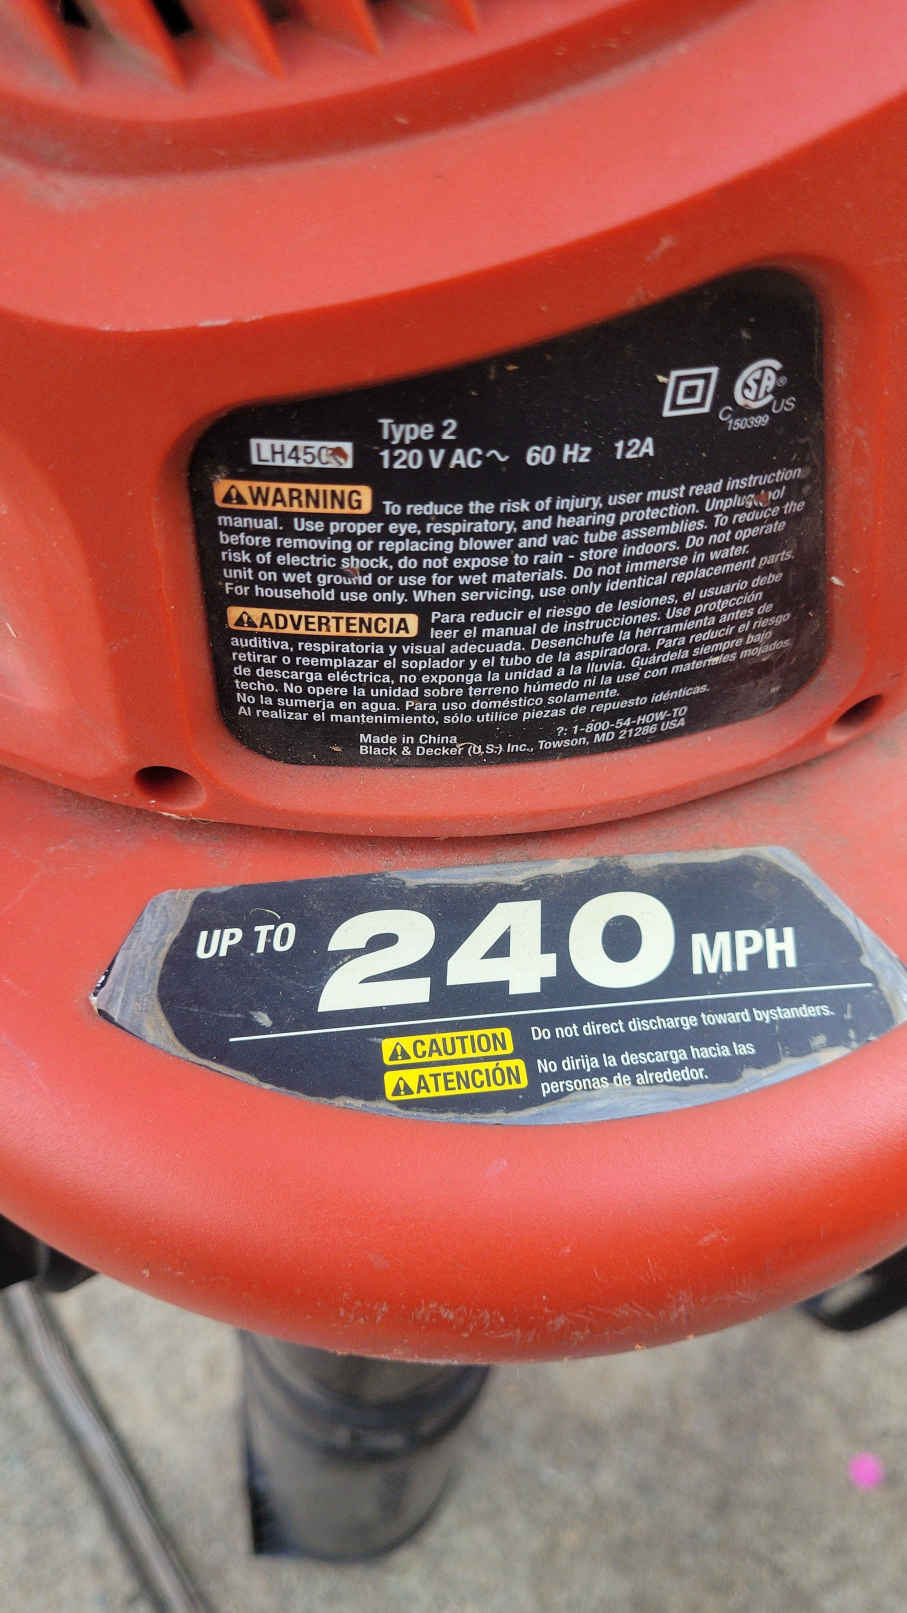 Type 2
120 V AC~ 60 Hz 12A
C US
150399
WARNING To reduce the risk of injury, user must read instruction
manual. Use proper eye, respiratory, and hearing protection. Unplug tool
before removing or replacing blower and vac tube assemblies. To reduce the
risk of electric shock, do not expose to rain - store indoors. Do not operate
unit on wet ground or use for wet materials. Do not immerse in water.
For household use only. When servicing, use only identical replacement parts.
ADVERTENCIA Para reducir el riesgo de lesiones, el usuario debe
leer el manual de instrucciones. Use protección
auditiva, respiratoria y visual adecuada. Desenchufe la herramienta antes de
retirar o reemplazar el soplador y el tubo de la aspiradora. Para reducir el riesgo
de descarga eléctrica, no exponga la unidad a la lluvia. Guárdela siempre bajo
techo. No opere la unidad sobre terreno húmedo ni la use con materiales mojados.
No la sumerja en agua. Para uso doméstico solamente.
Al realizar el mantenimiento, sólo utilice piezas de repuesto idénticas.
Made in China ?: 1-800-54-HOW-TO
Black & Decker (U.S.) Inc., Towson, MD 21286 USA
UP TO 240 MPH
CAUTION Do not direct discharge toward bystanders.
ATENCIÓN No dirija la descarga hacia las
personas de alrededor.